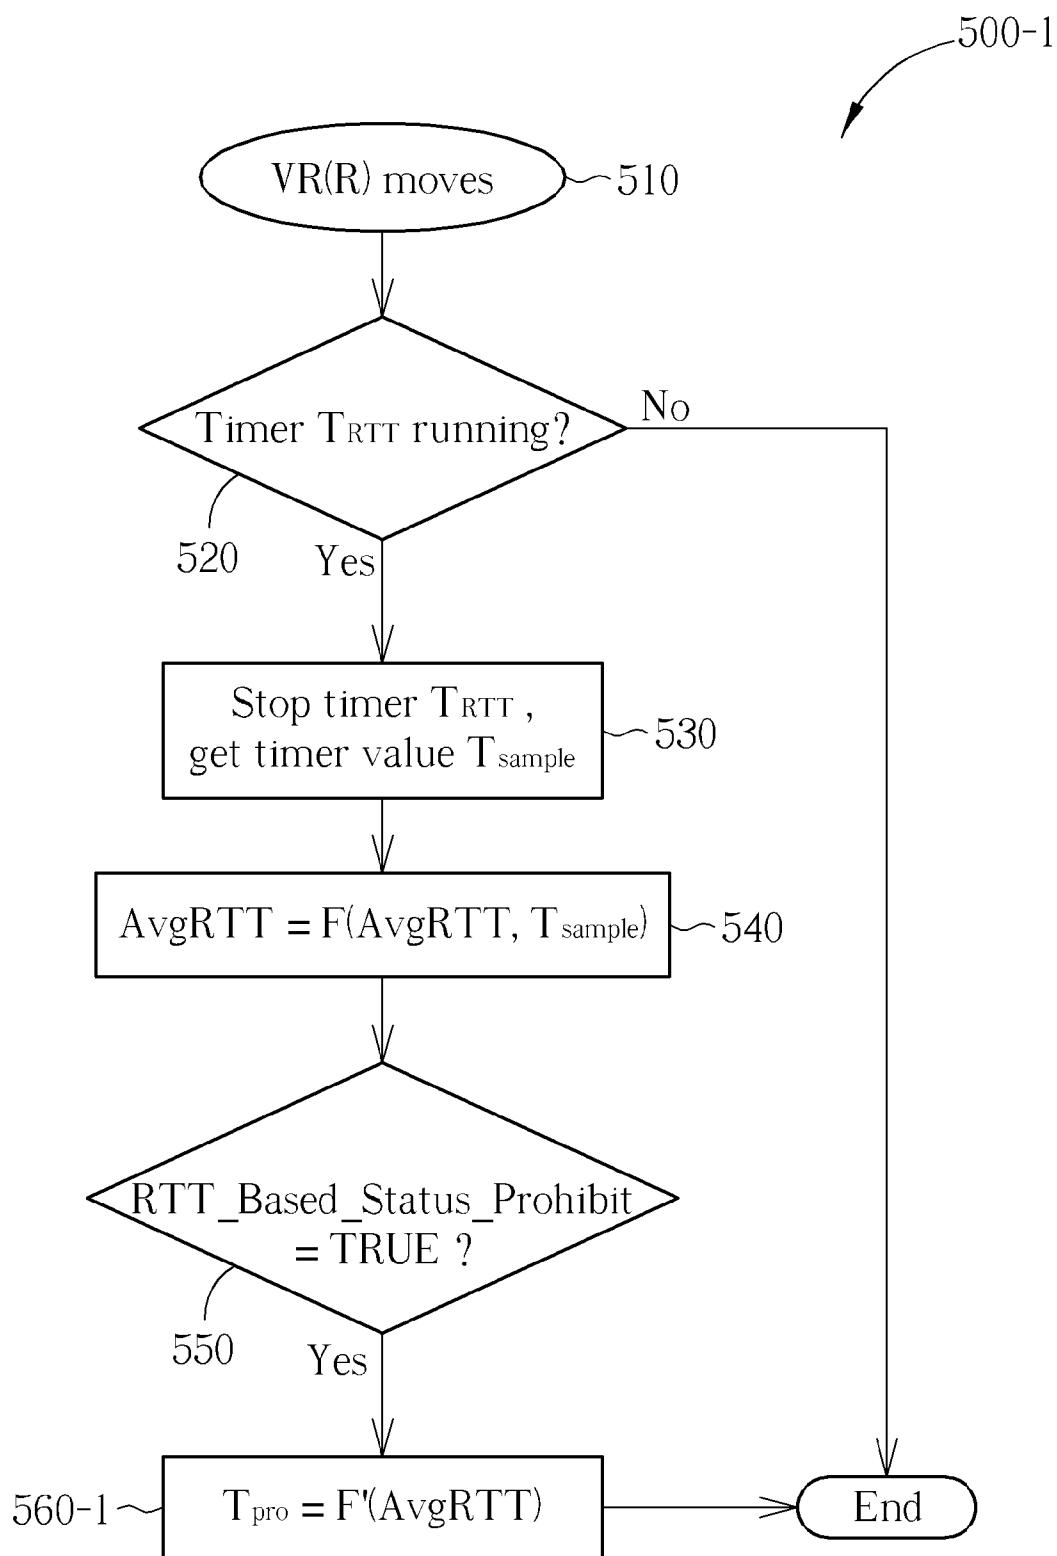 500-1
VR(R) moves
510
Timer TRTT running?
No
520
Yes
Stop timer TRTT ,
get timer value Tsample
530
AvgRTT = F(AvgRTT, Tsample)
540
RTT_Based_Status_Prohibit
= TRUE ?
550
Yes
560-1
Tpro = F'(AvgRTT)
End